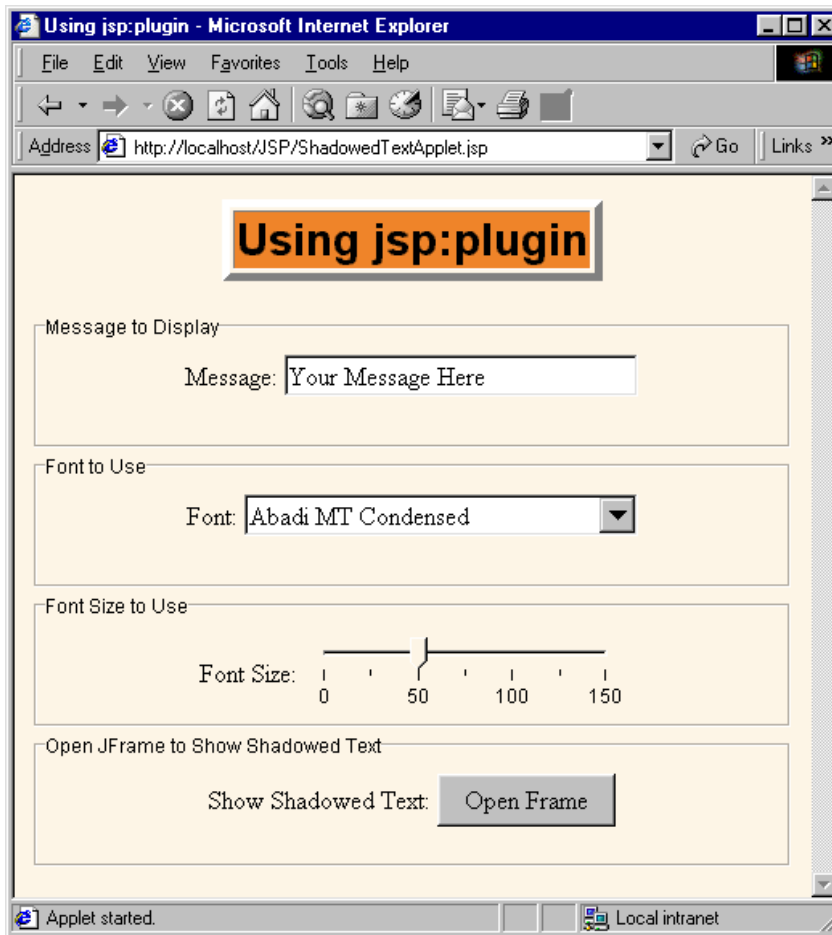 Using jsp:plugin - Microsoft Internet Explorer
File Edit View Favorites Tools Help
Address http://localhost/JSP/ShadowedTextApplet.jsp Go Links »
Using jsp:plugin
Message to Display
Message: Your Message Here
Font to Use
Font: Abadi MT Condensed
Font Size to Use
Font Size:
0 50 100 150
Open JFrame to Show Shadowed Text
Show Shadowed Text: Open Frame
Applet started. Local intranet